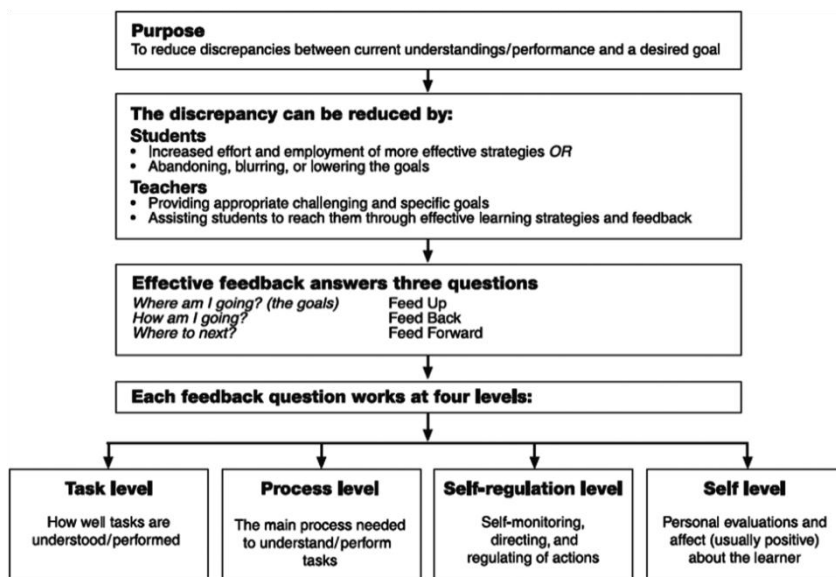 Purpose
To reduce discrepancies between current understandings/performance and a desired goal
The discrepancy can be reduced by:
Students
• Increased effort and employment of more effective strategies OR
• Abandoning, blurring, or lowering the goals
Teachers
• Providing appropriate challenging and specific goals
• Assisting students to reach them through effective learning strategies and feedback
Effective feedback answers three questions
Where am I going? (the goals) Feed Up
How am I going? Feed Back
Where to next? Feed Forward
Each feedback question works at four levels:
Task level
How well tasks are
understood/performed
Process level
The main process needed
to understand/perform
tasks
Self-regulation level
Self-monitoring,
directing, and
regulating of actions
Self level
Personal evaluations and
affect (usually positive)
about the learner